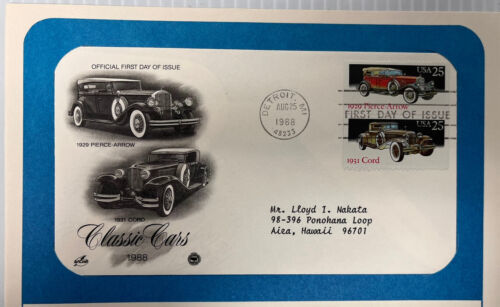 OFFICIAL FIRST DAY OF ISSUE
1929 PIERCE-ARROW
1931 CORD
Classic Cars
1988
DETROIT, MI
AUG 25
1988
48233
USA 25
1929 Pierce-Arrow
FIRST DAY OF ISSUE
USA 25
1931 Cord
Mr. Lloyd I. Nakata
98-396 Ponohana Loop
Aiea, Hawaii 96701